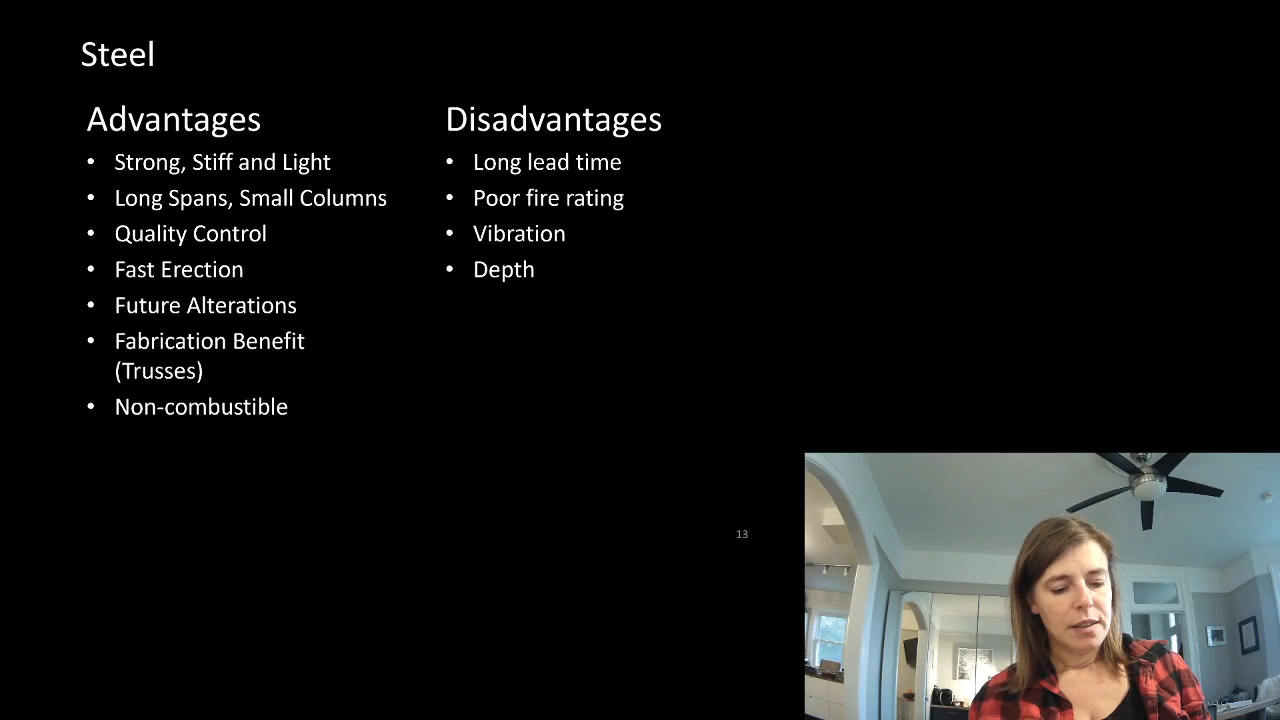 Steel
Advantages
• Strong, Stiff and Light
• Long Spans, Small Columns
• Quality Control
• Fast Erection
• Future Alterations
• Fabrication Benefit
(Trusses)
• Non-combustible
Disadvantages
• Long lead time
• Poor fire rating
• Vibration
• Depth
13